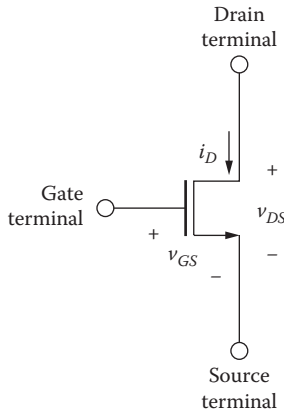 Drain
terminal
i_D
+
Gate
terminal
v_DS
+
v_GS
−
−
Source
terminal